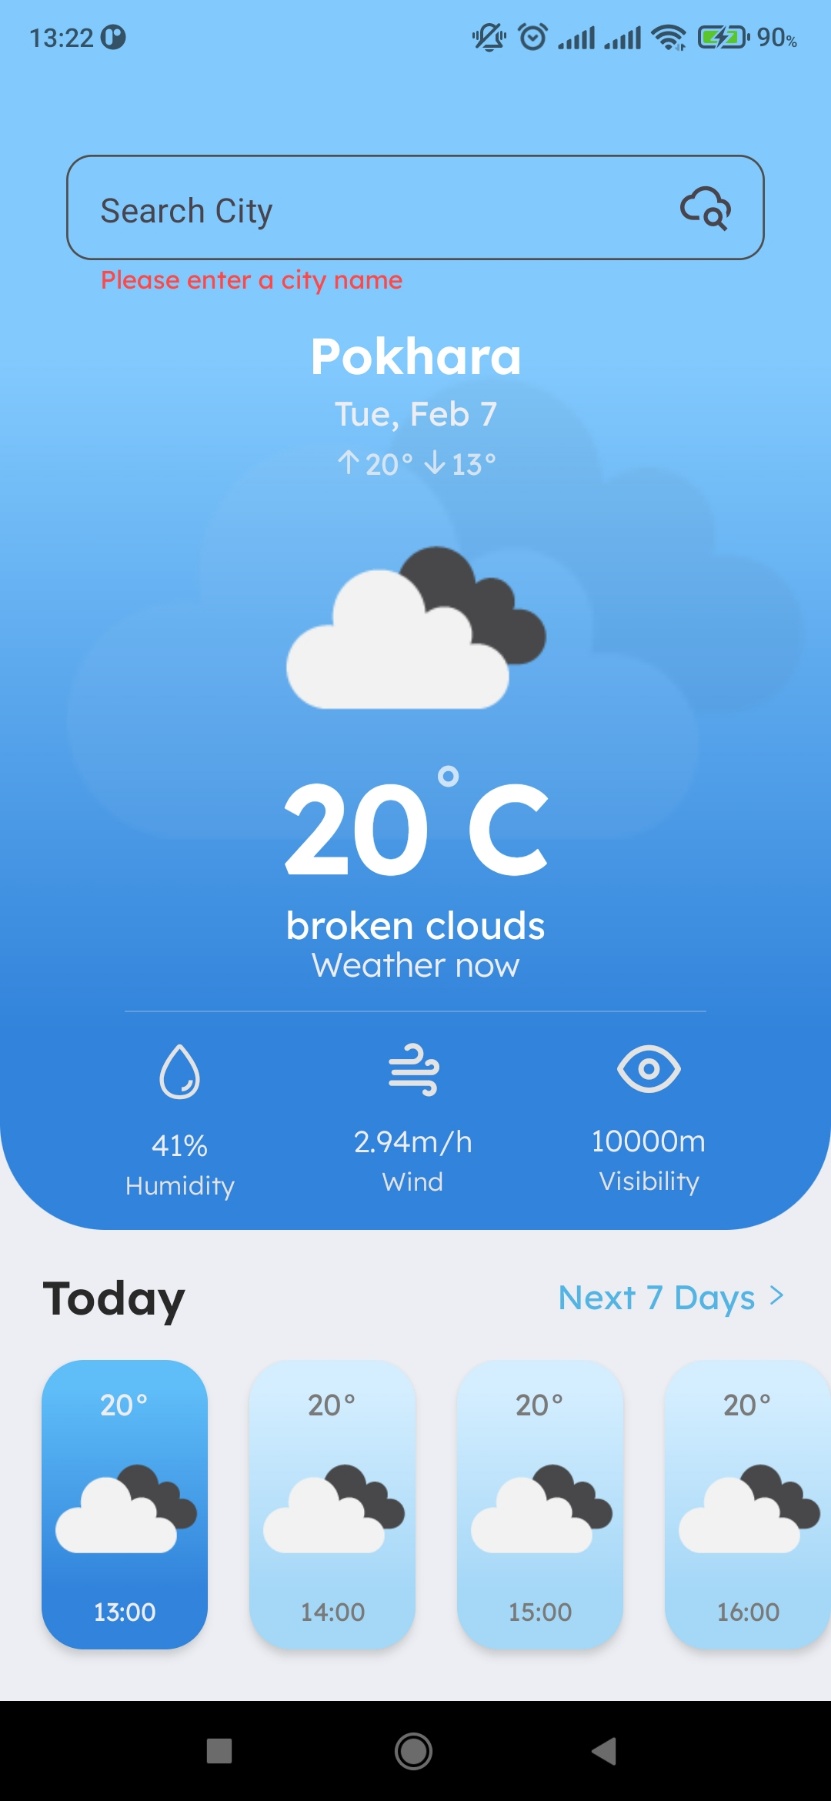 13:22 90%
Search City
Please enter a city name
Pokhara
Tue, Feb 7
↑20° ↓13°
20°C
broken clouds
Weather now
41% 2.94m/h 10000m
Humidity Wind Visibility
Today Next 7 Days >
20° 20° 20° 20°
13:00 14:00 15:00 16:00